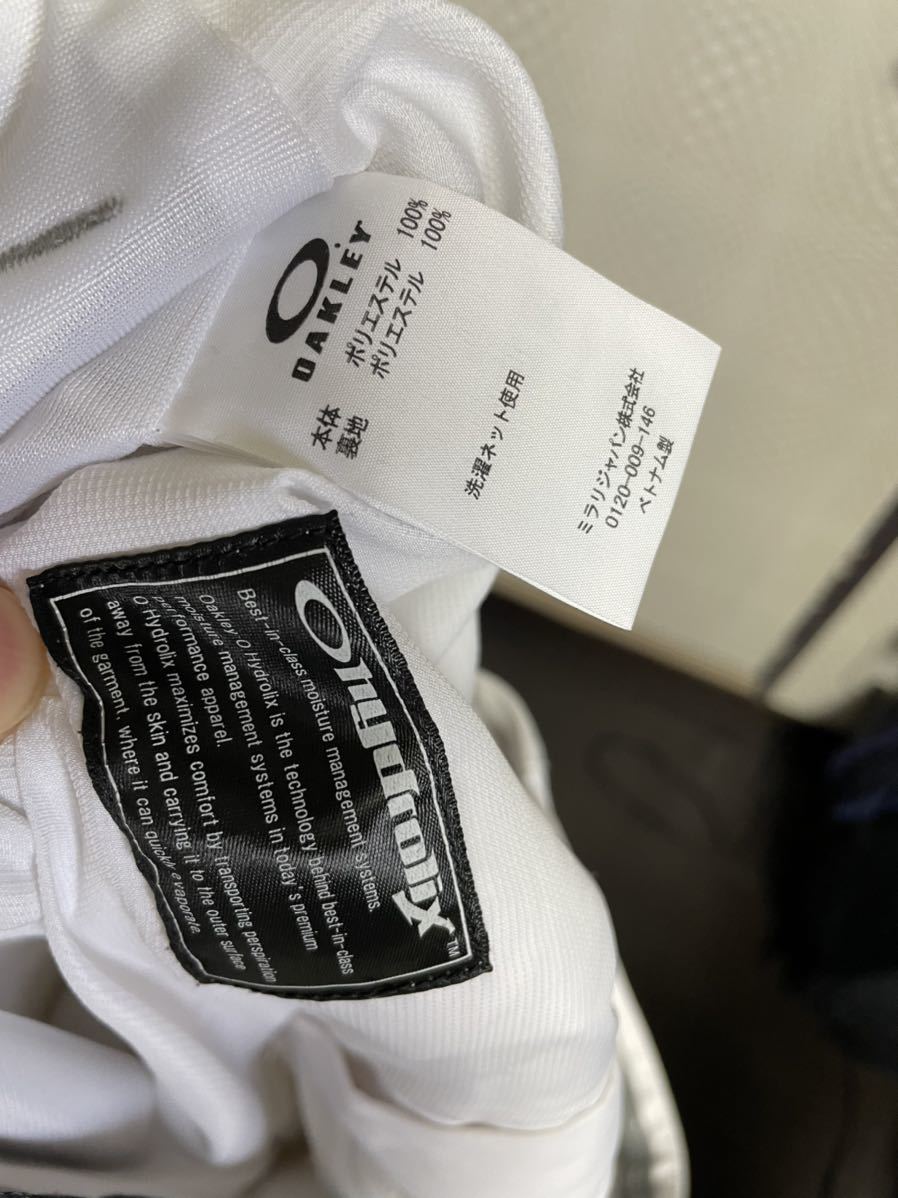 OAKLEY
本体 ポリエステル 100%
裏地 ポリエステル 100%
洗濯ネット使用
ミラリジャパン株式会社
0120-009-146
ベトナム製
O HYDROLIX™
Best-in-class moisture management systems.
Oakley O Hydrolix is the technology behind best-in-class
moisture management systems in today's premium
performance apparel.
O Hydrolix maximizes comfort by transporting perspiration
away from the skin and carrying it to the outer surface
of the garment, where it can quickly evaporate.